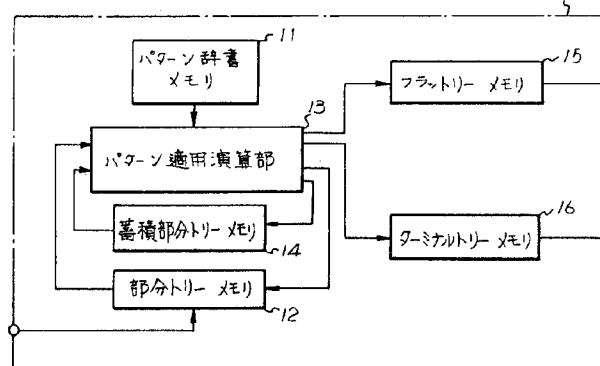 11
パターン辞書
メモリ
15
フラットリー メモリ
13
パターン適用演算部
蓄積部分トリー メモリ
14
16
ターミナルトリー メモリ
部分トリー メモリ
12